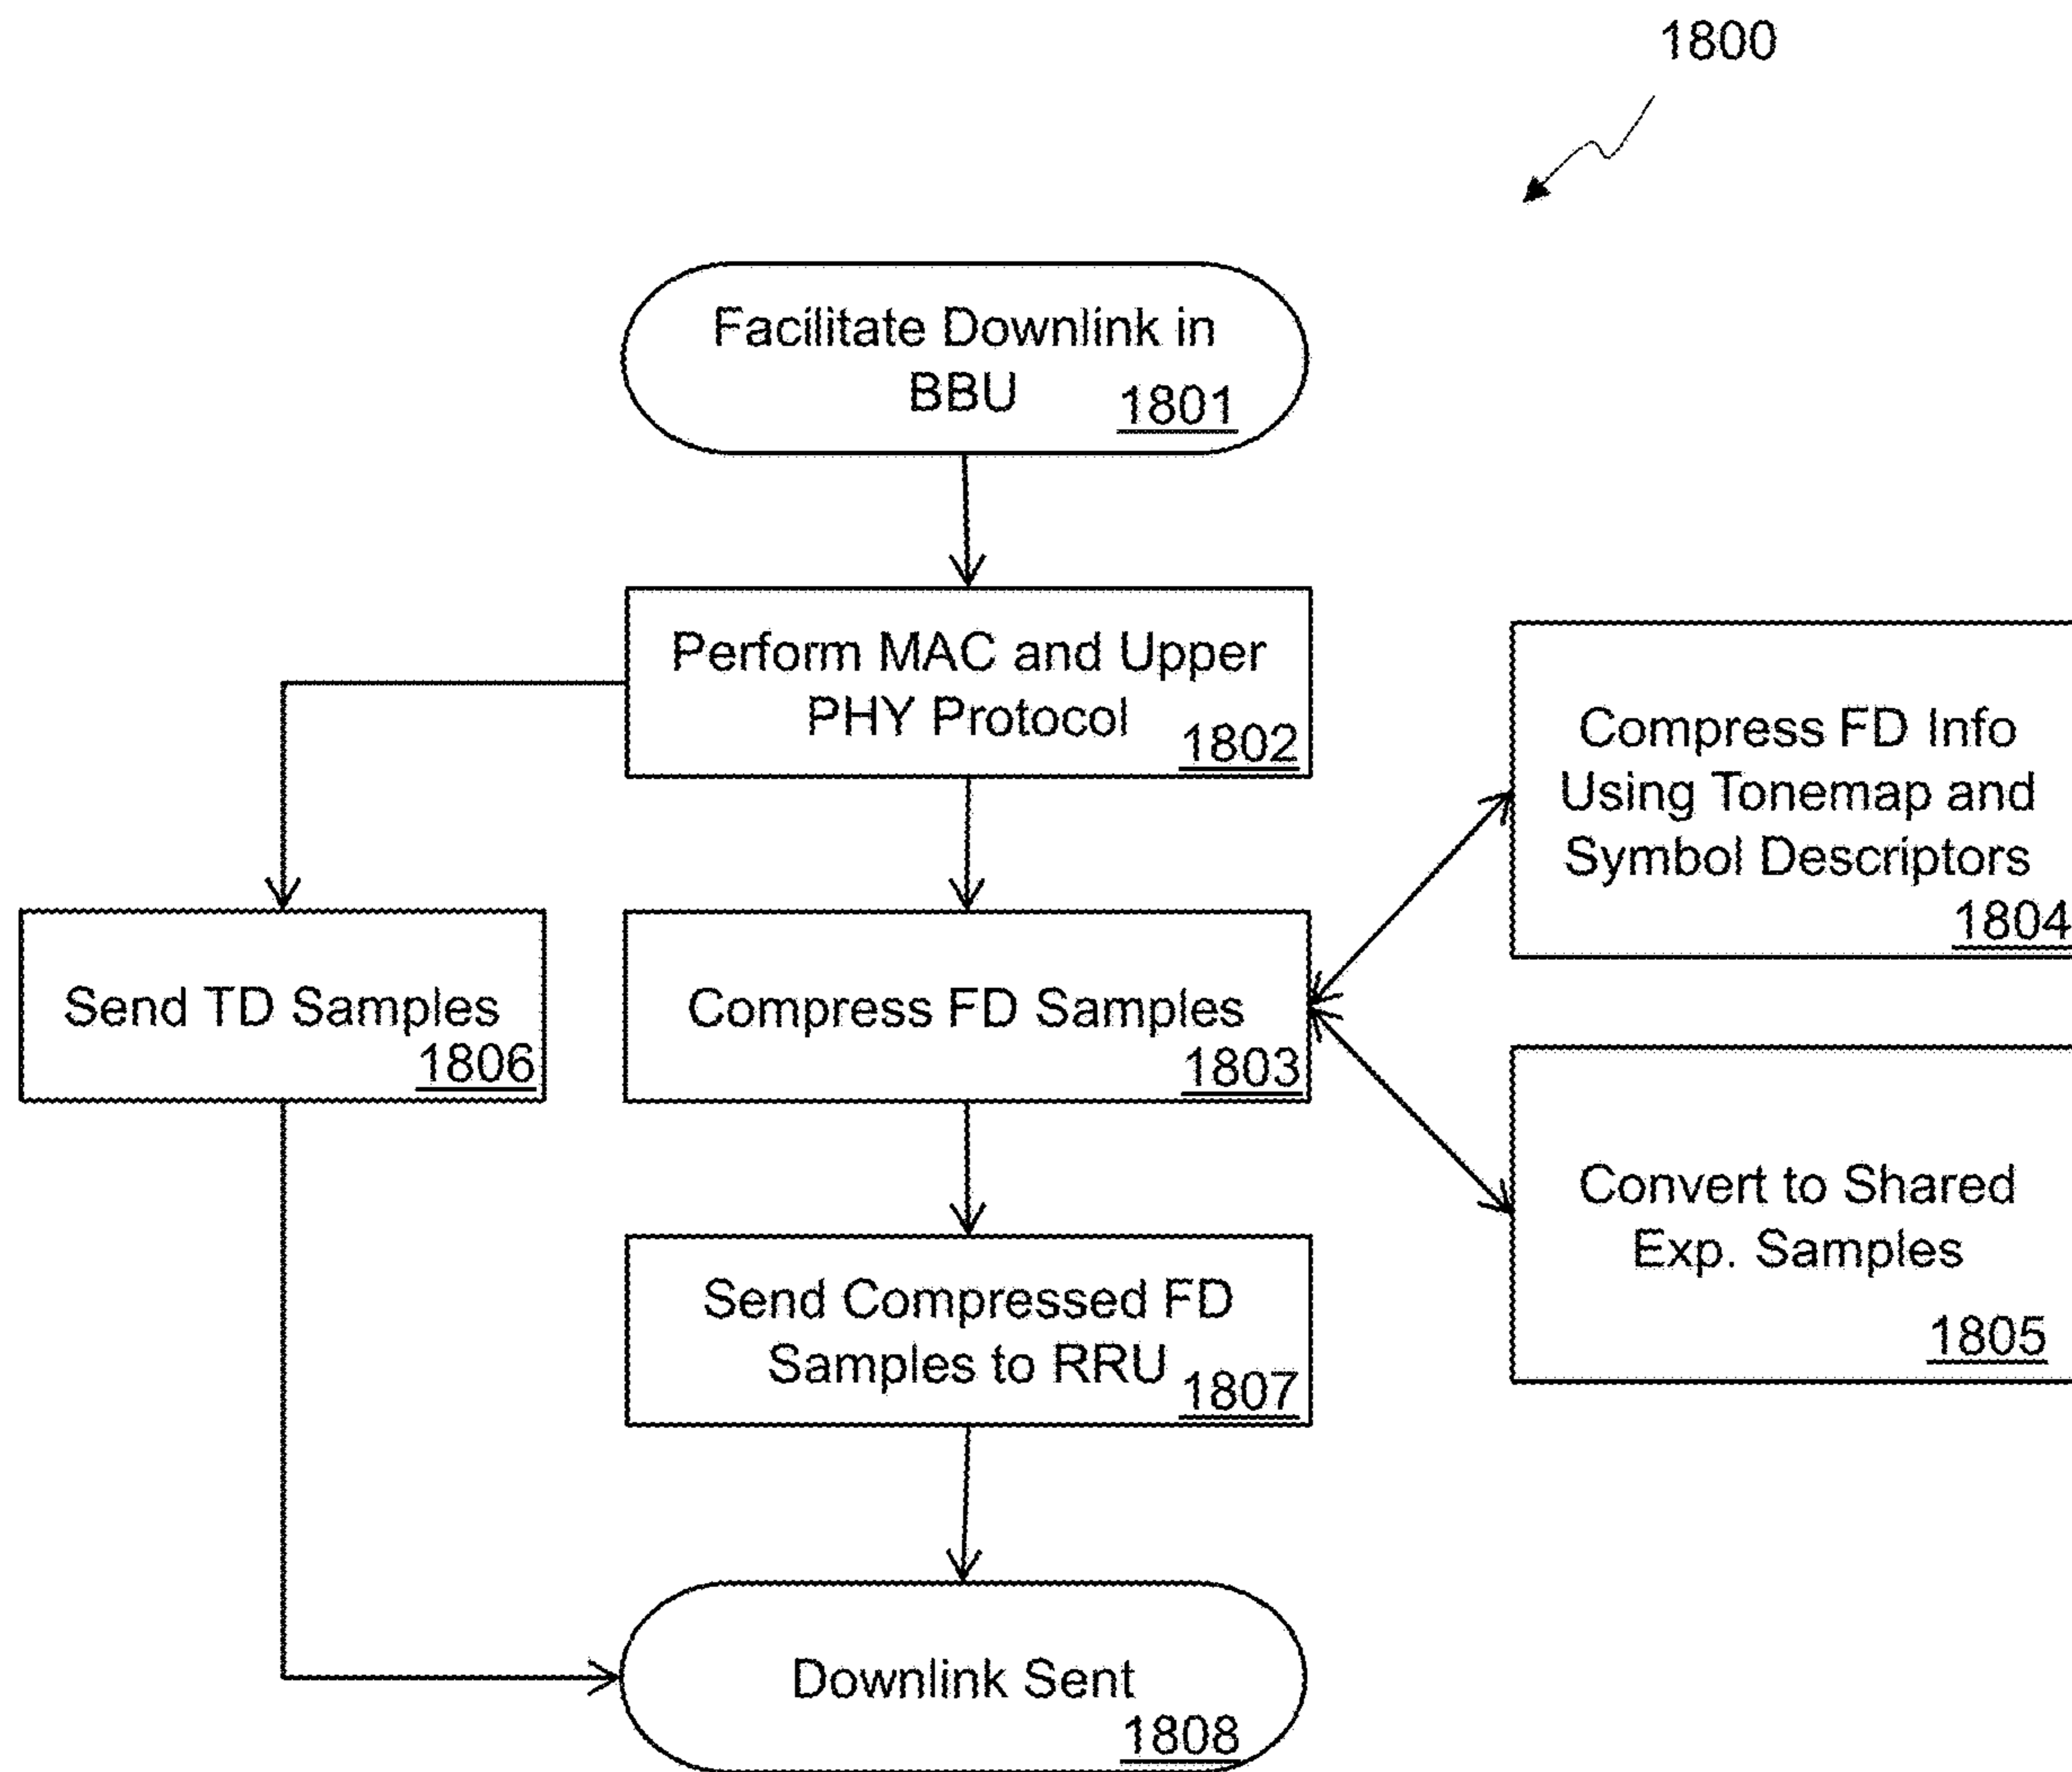 1800
Facilitate Downlink in
BBU 1801
Perform MAC and Upper
PHY Protocol 1802
Compress FD Info
Using Tonemap and
Symbol Descriptors
1804
Send TD Samples
1806
Compress FD Samples
1803
Convert to Shared
Exp. Samples
1805
Send Compressed FD
Samples to RRU 1807
Downlink Sent
1808